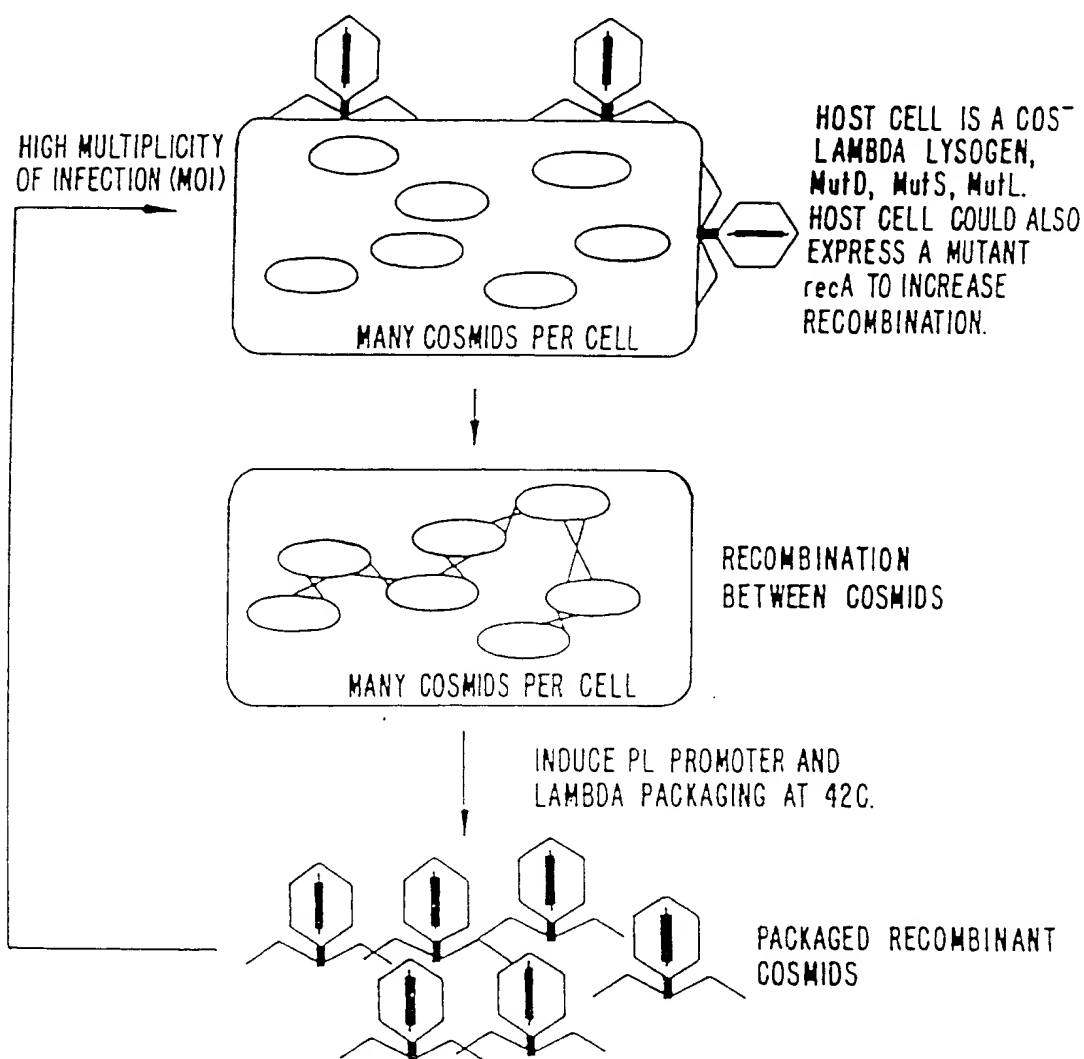 HIGH MULTIPLICITY
OF INFECTION (MOI)
HOST CELL IS A COS⁻
LAMBDA LYSOGEN,
MutD, MutS, MutL.
HOST CELL COULD ALSO
EXPRESS A MUTANT
recA TO INCREASE
RECOMBINATION.
MANY COSMIDS PER CELL
RECOMBINATION
BETWEEN COSMIDS
MANY COSMIDS PER CELL
INDUCE PL PROMOTER AND
LAMBDA PACKAGING AT 42C.
PACKAGED RECOMBINANT
COSMIDS